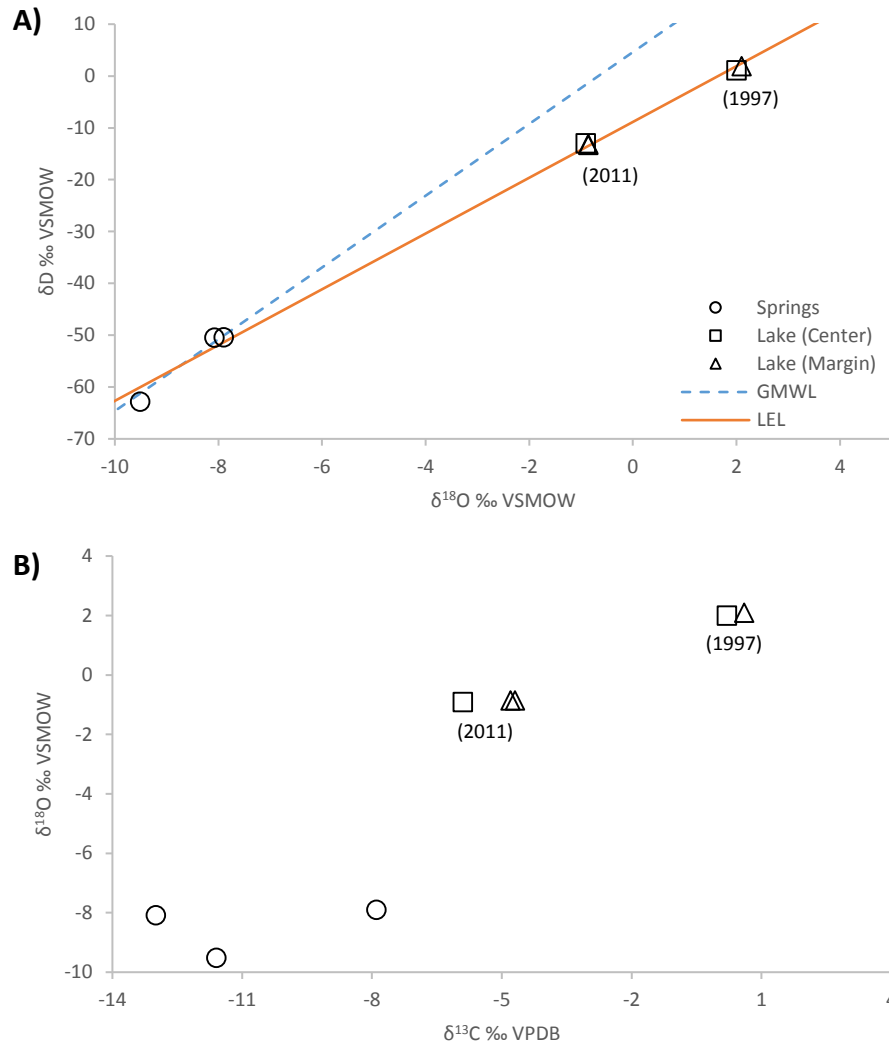 A)
10
0
-10
-20
-30
-40
-50
-60
-70
δD ‰ VSMOW
-10 -8 -6 -4 -2 0 2 4
δ¹⁸O ‰ VSMOW
(1997)
(2011)
Springs
Lake (Center)
Lake (Margin)
GMWL
LEL
B)
4
2
0
-2
-4
-6
-8
-10
δ¹⁸O ‰ VSMOW
(1997)
(2011)
-14 -11 -8 -5 -2 1 4
δ¹³C ‰ VPDB